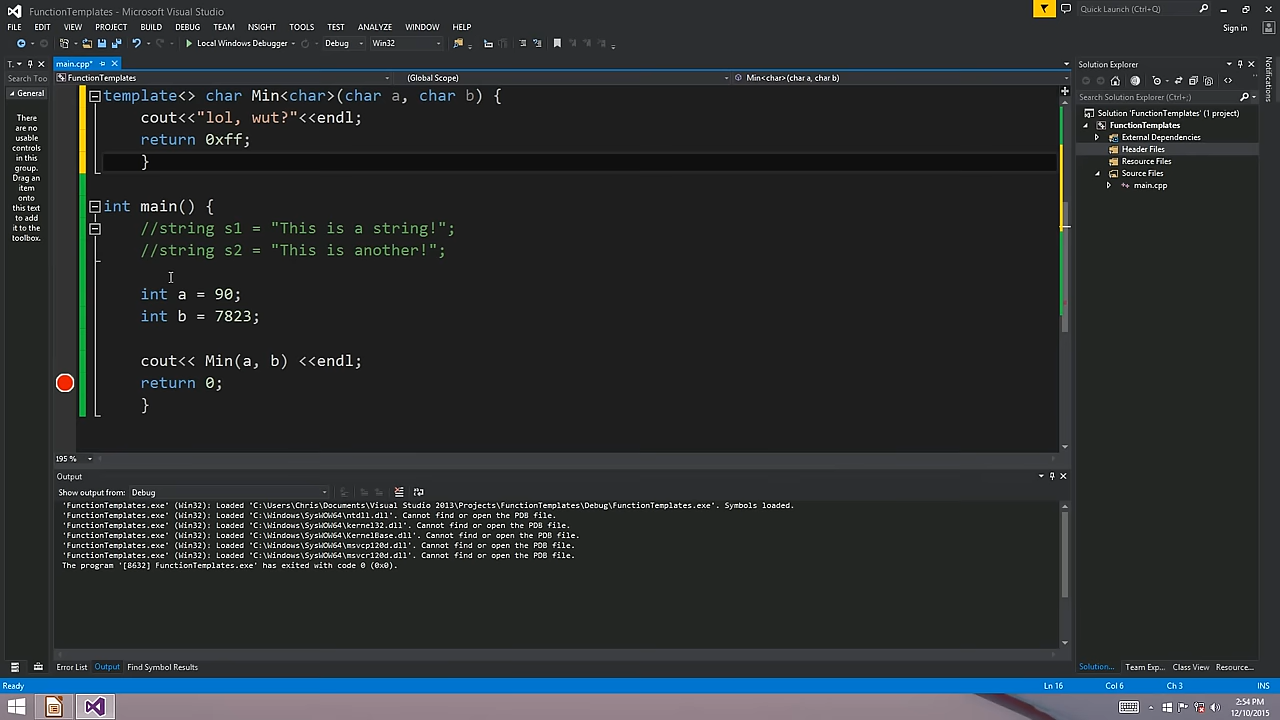 FunctionTemplates - Microsoft Visual Studio
Quick Launch (Ctrl+Q)
FILE EDIT VIEW PROJECT BUILD DEBUG TEAM NSIGHT TOOLS TEST ANALYZE WINDOW HELP
Sign in
Local Windows Debugger Debug Win32
T.. main.cpp* Solution Explorer
Search Too FunctionTemplates (Global Scope) Min<char>(char a, char b)
Notifications
General
There are no usable controls in this group. Drag an item onto this text to add it to the toolbox.
template<> char Min<char>(char a, char b) {
cout<<"lol, wut?"<<endl;
return 0xff;
}
int main() {
//string s1 = "This is a string!";
//string s2 = "This is another!";
int a = 90;
int b = 7823;
cout<< Min(a, b) <<endl;
return 0;
}
195 %
Search Solution Explorer (Ctrl+;)
Solution 'FunctionTemplates' (1 project)
FunctionTemplates
External Dependencies
Header Files
Resource Files
Source Files
main.cpp
Output
Show output from: Debug
'FunctionTemplates.exe' (Win32): Loaded 'C:\Users\Chris\Documents\Visual Studio 2013\Projects\FunctionTemplates\Debug\FunctionTemplates.exe'. Symbols loaded.
'FunctionTemplates.exe' (Win32): Loaded 'C:\Windows\SysWOW64\ntdll.dll'. Cannot find or open the PDB file.
'FunctionTemplates.exe' (Win32): Loaded 'C:\Windows\SysWOW64\kernel32.dll'. Cannot find or open the PDB file.
'FunctionTemplates.exe' (Win32): Loaded 'C:\Windows\SysWOW64\KernelBase.dll'. Cannot find or open the PDB file.
'FunctionTemplates.exe' (Win32): Loaded 'C:\Windows\SysWOW64\msvcp120d.dll'. Cannot find or open the PDB file.
'FunctionTemplates.exe' (Win32): Loaded 'C:\Windows\SysWOW64\msvcr120d.dll'. Cannot find or open the PDB file.
The program '[8632] FunctionTemplates.exe' has exited with code 0 (0x0).
Error List Output Find Symbol Results
Solution... Team Exp... Class View Resource...
Ready Ln 16 Col 6 Ch 3 INS
2:54 PM
12/10/2015